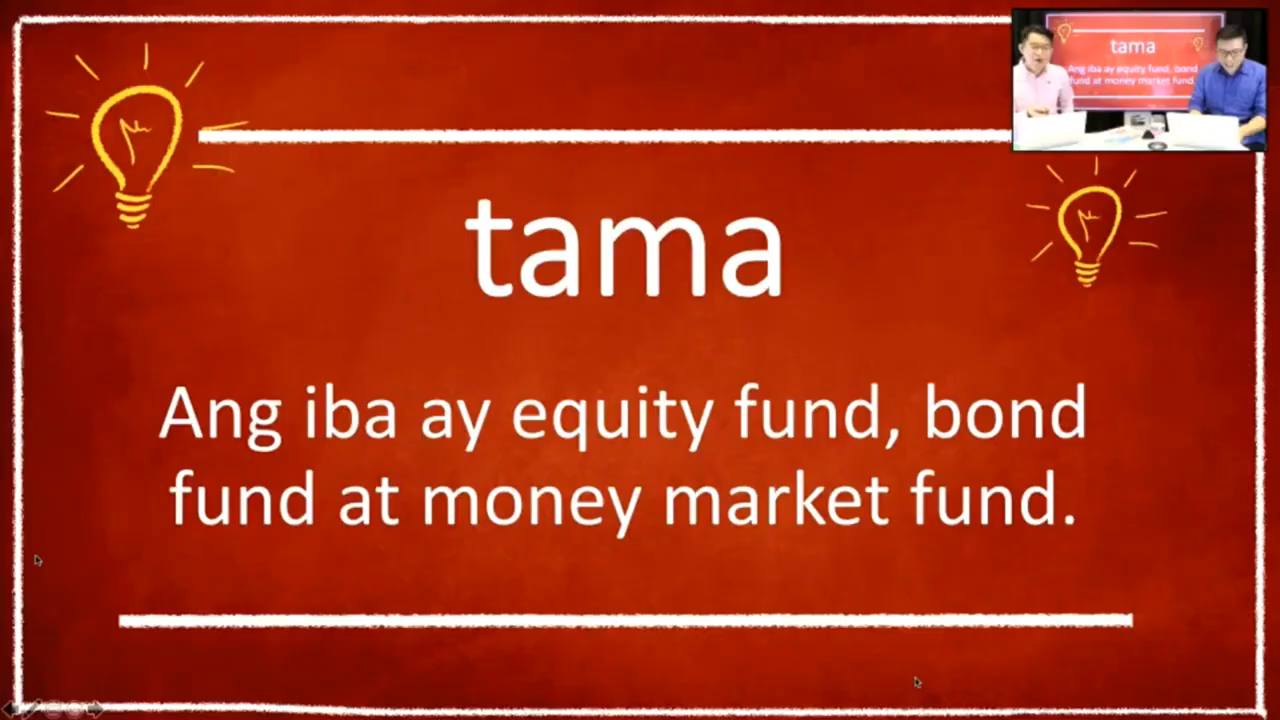 tama
Ang iba ay equity fund, bond
fund at money market fund.
tama
Ang iba ay equity fund, bond
fund at money market fund.